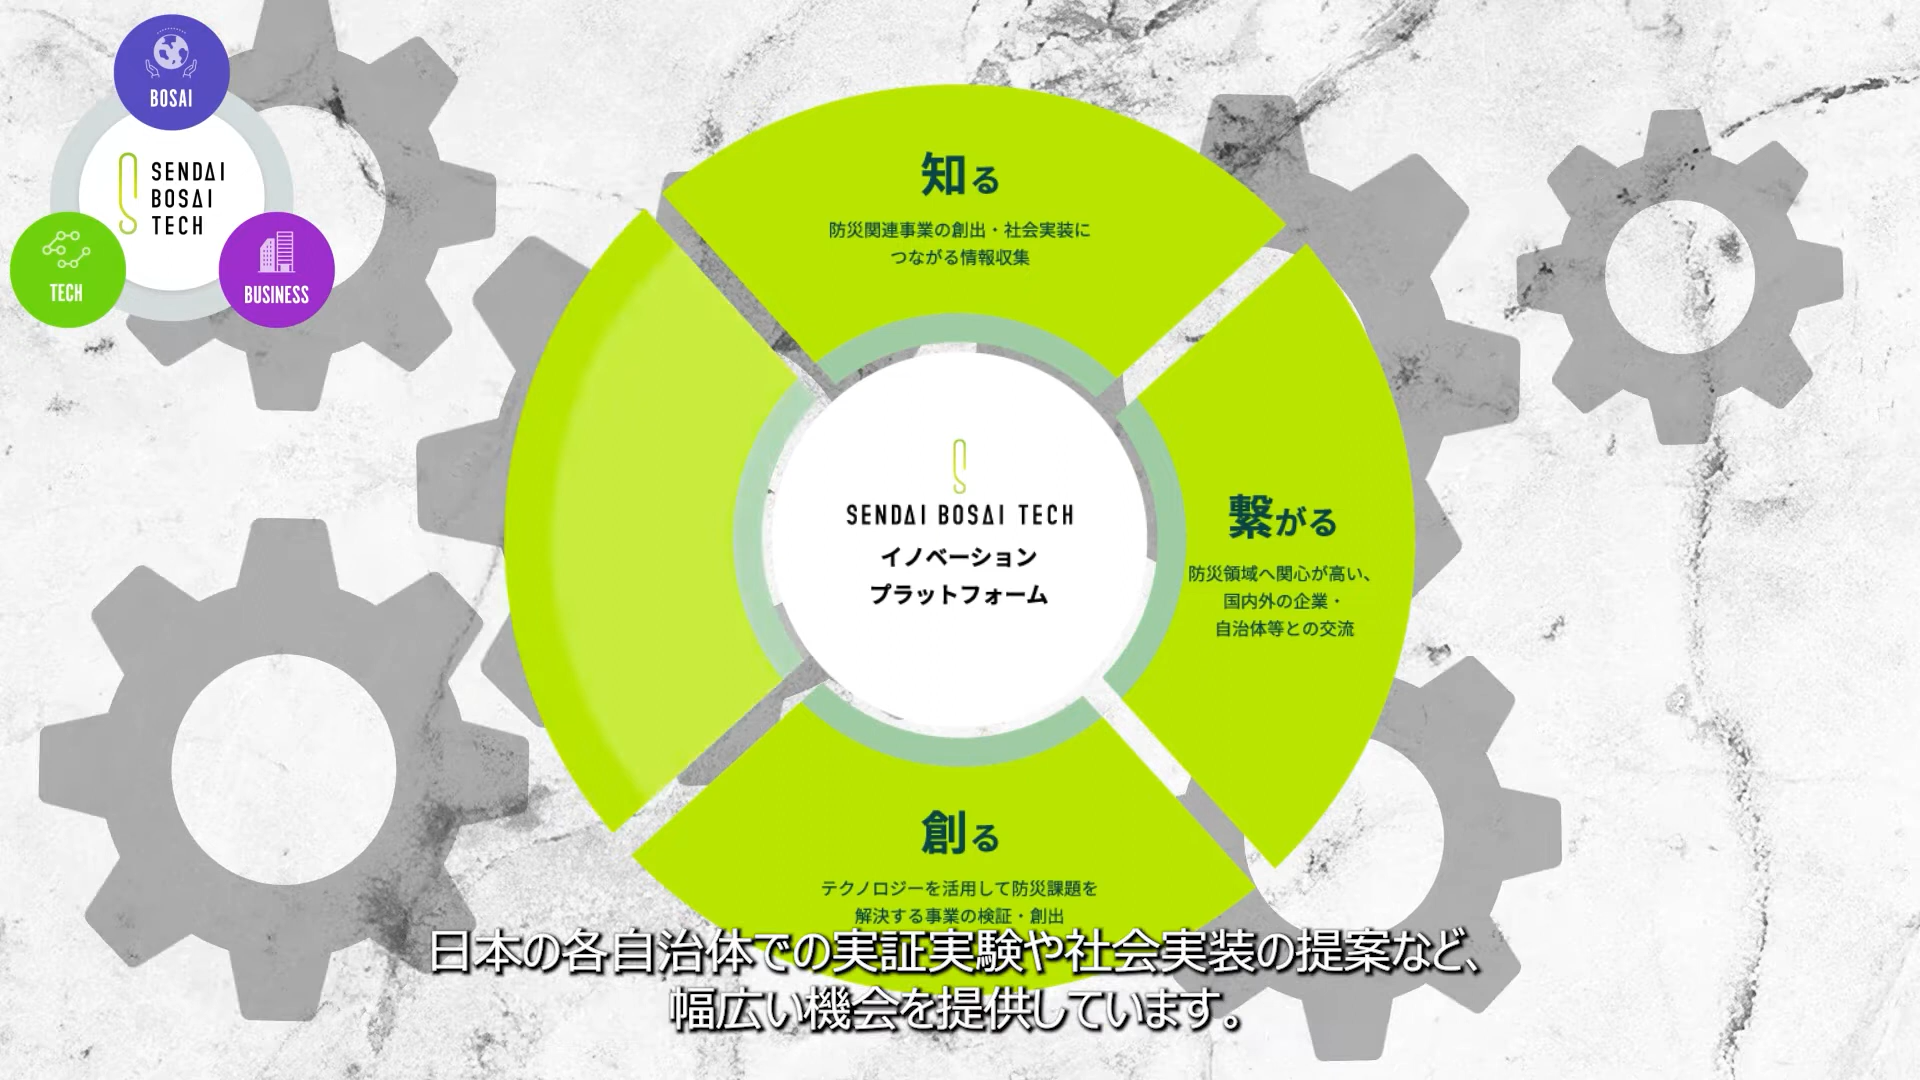 BOSAI
SENDAI
BOSAI
TECH
TECH
BUSINESS
知る
防災関連事業の創出・社会実装に
つながる情報収集
SENDAI BOSAI TECH
イノベーション
プラットフォーム
繋がる
防災領域へ関心が高い、
国内外の企業・
自治体等との交流
創る
テクノロジーを活用して防災課題を
解決する事業の検証・創出
日本の各自治体での実証実験や社会実装の提案など、
幅広い機会を提供しています。